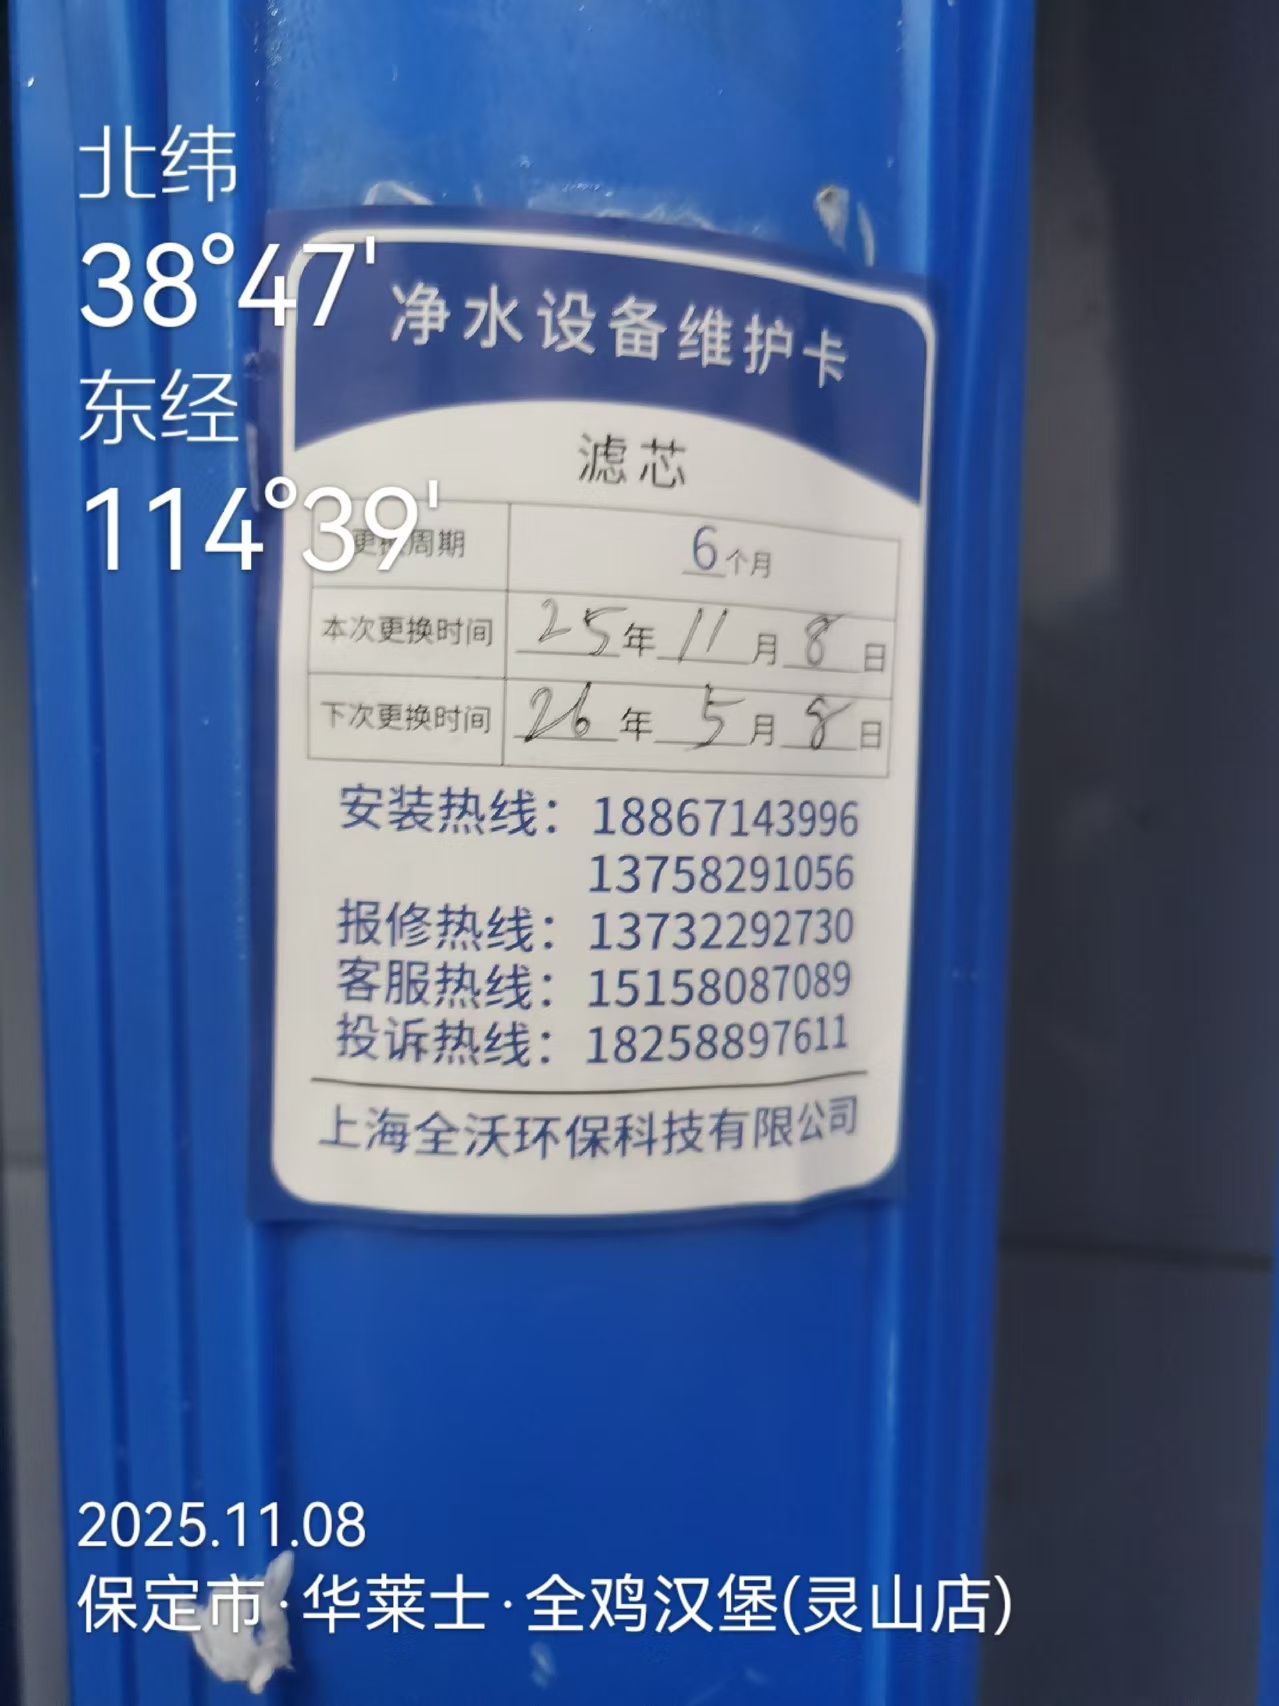 北纬
38°47'
东经
114°39'
净水设备维护卡
滤芯
更换周期 6个月
本次更换时间 25年11月8日
下次更换时间 26年5月8日
安装热线：18867143996
13758291056
报修热线：13732292730
客服热线：15158087089
投诉热线：18258897611
上海全沃环保科技有限公司
2025.11.08
保定市·华莱士·全鸡汉堡(灵山店)